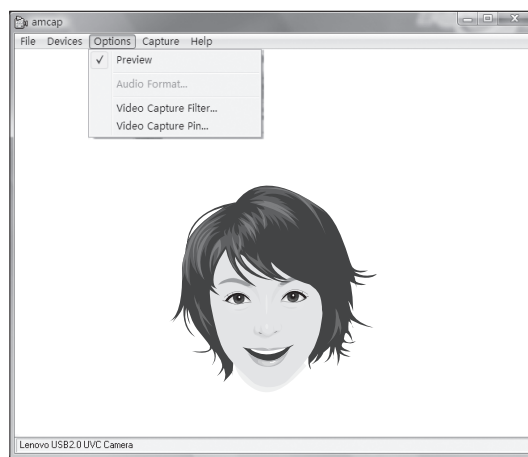 amcap
File Devices Options Capture Help
✓ Preview
Audio Format...
Video Capture Filter...
Video Capture Pin...
Lenovo USB2.0 UVC Camera